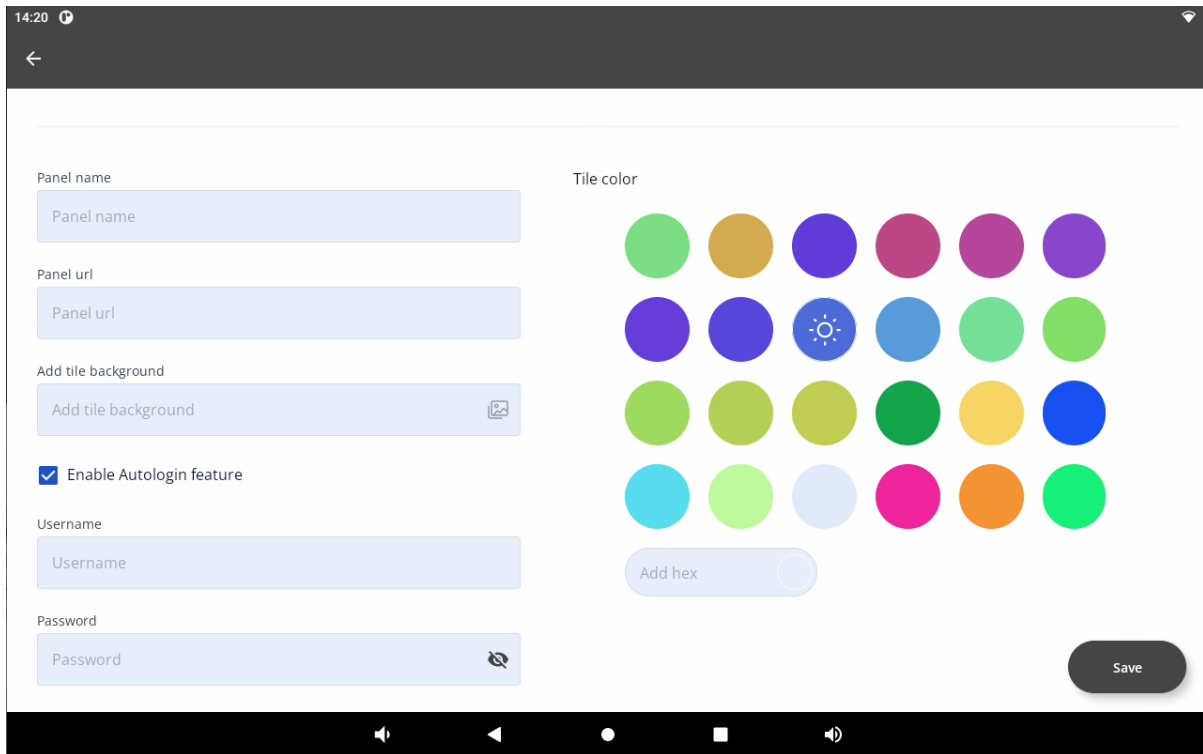 14:20
Panel name
Panel name
Panel url
Panel url
Add tile background
Add tile background
Enable Autologin feature
Username
Username
Password
Password
Tile color
Add hex
Save